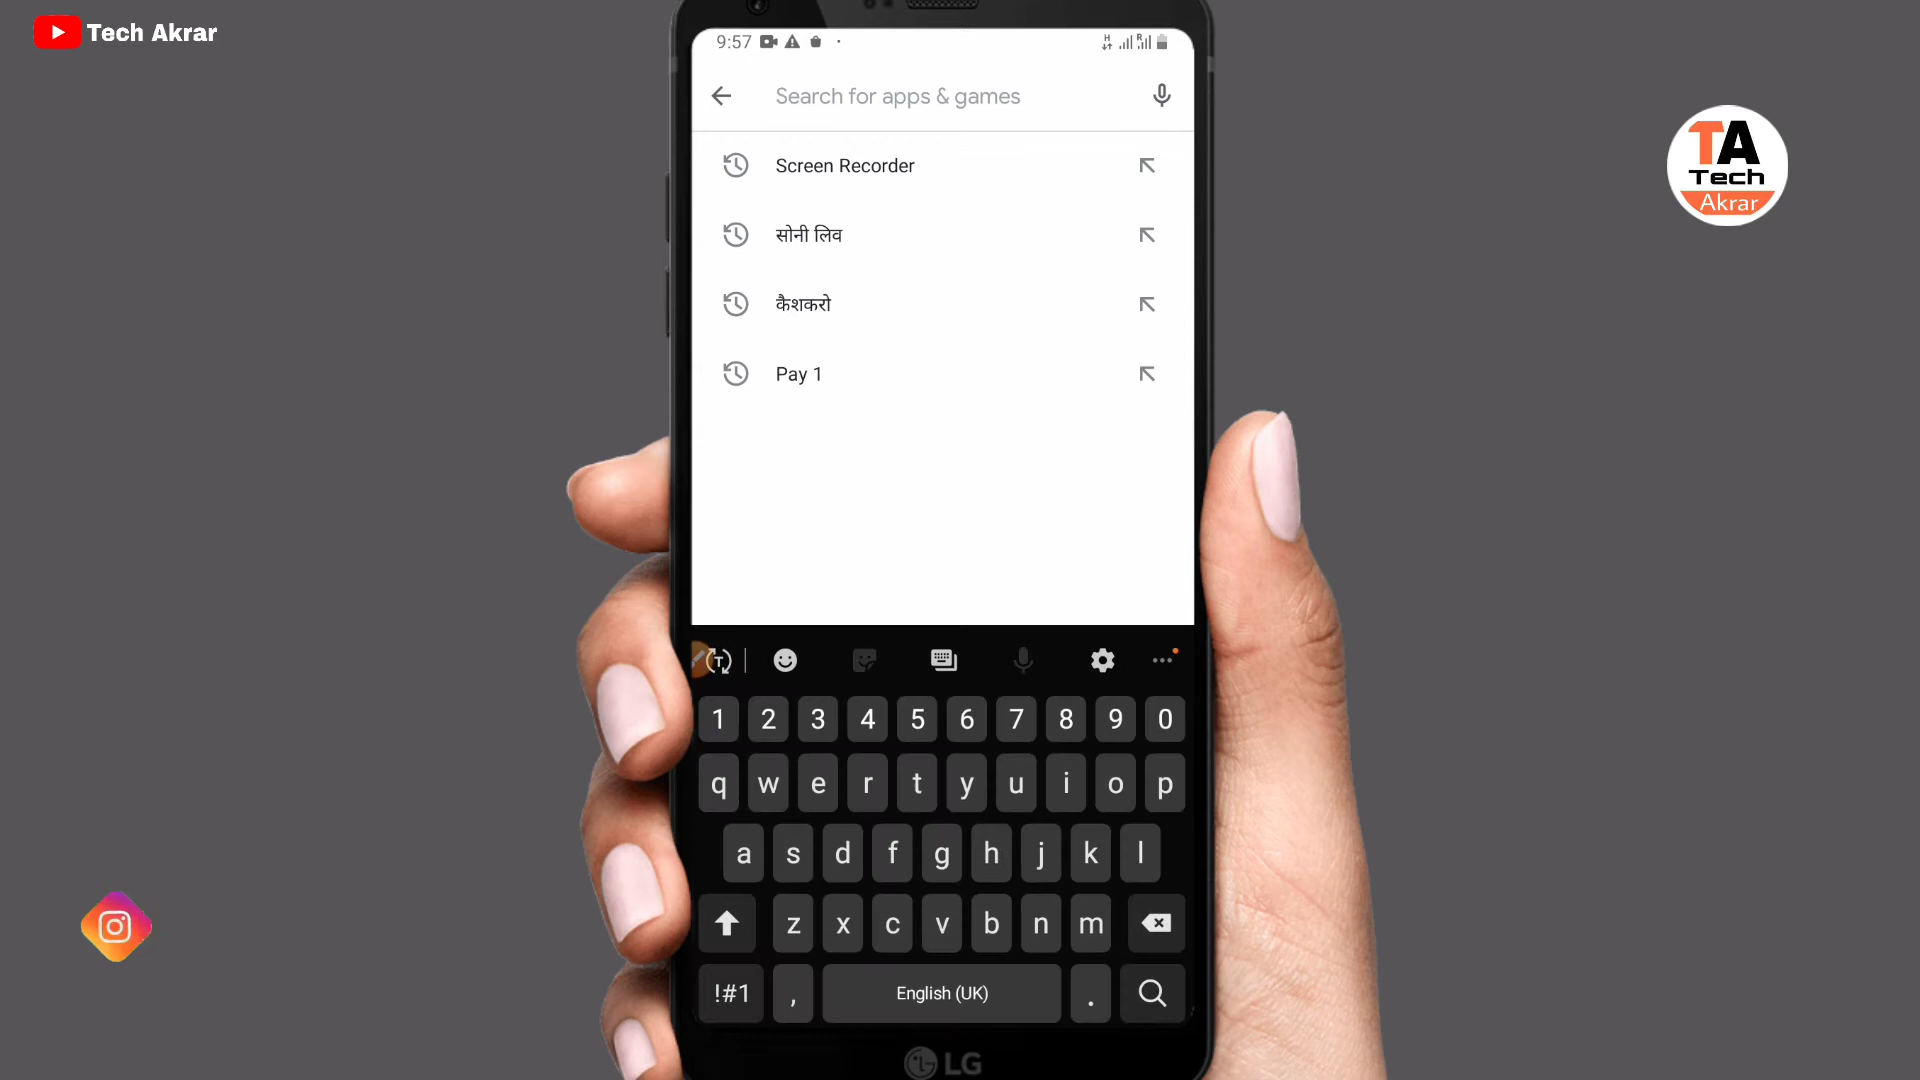 Tech Akrar
9:57
Search for apps & games
TA
Tech
Akrar
Screen Recorder
सोनी लिव
कैशकरो
Pay 1
1 2 3 4 5 6 7 8 9 0
q w e r t y u i o p
a s d f g h j k l
z x c v b n m
!#1 , English (UK) .
LG